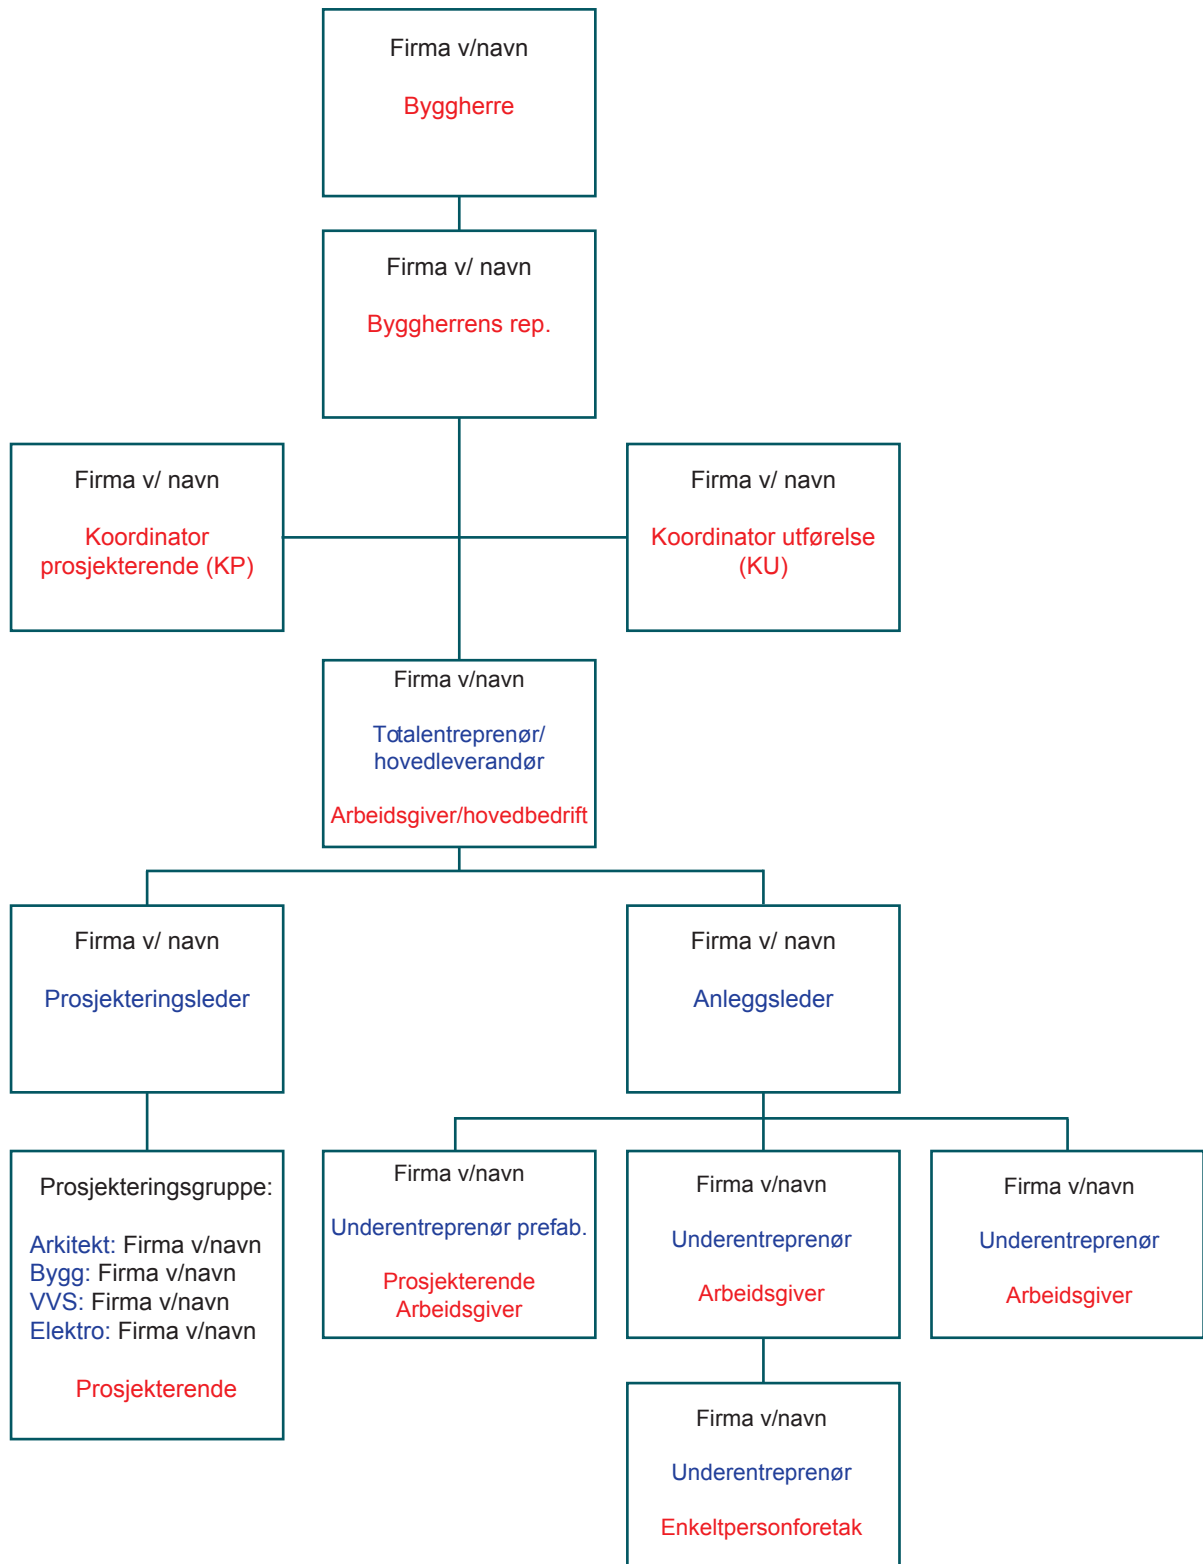 Firma v/navn
Byggherre
Firma v/ navn
Byggherrens rep.
Firma v/ navn
Koordinator
prosjekterende (KP)
Firma v/ navn
Koordinator utførelse
(KU)
Firma v/navn
Totalentreprenør/
hovedleverandør
Arbeidsgiver/hovedbedrift
Firma v/ navn
Prosjekteringsleder
Firma v/ navn
Anleggsleder
Prosjekteringsgruppe:
Arkitekt: Firma v/navn
Bygg: Firma v/navn
VVS: Firma v/navn
Elektro: Firma v/navn
Prosjekterende
Firma v/navn
Underentreprenør prefab.
Prosjekterende
Arbeidsgiver
Firma v/navn
Underentreprenør
Arbeidsgiver
Firma v/navn
Underentreprenør
Arbeidsgiver
Firma v/navn
Underentreprenør
Enkeltpersonforetak